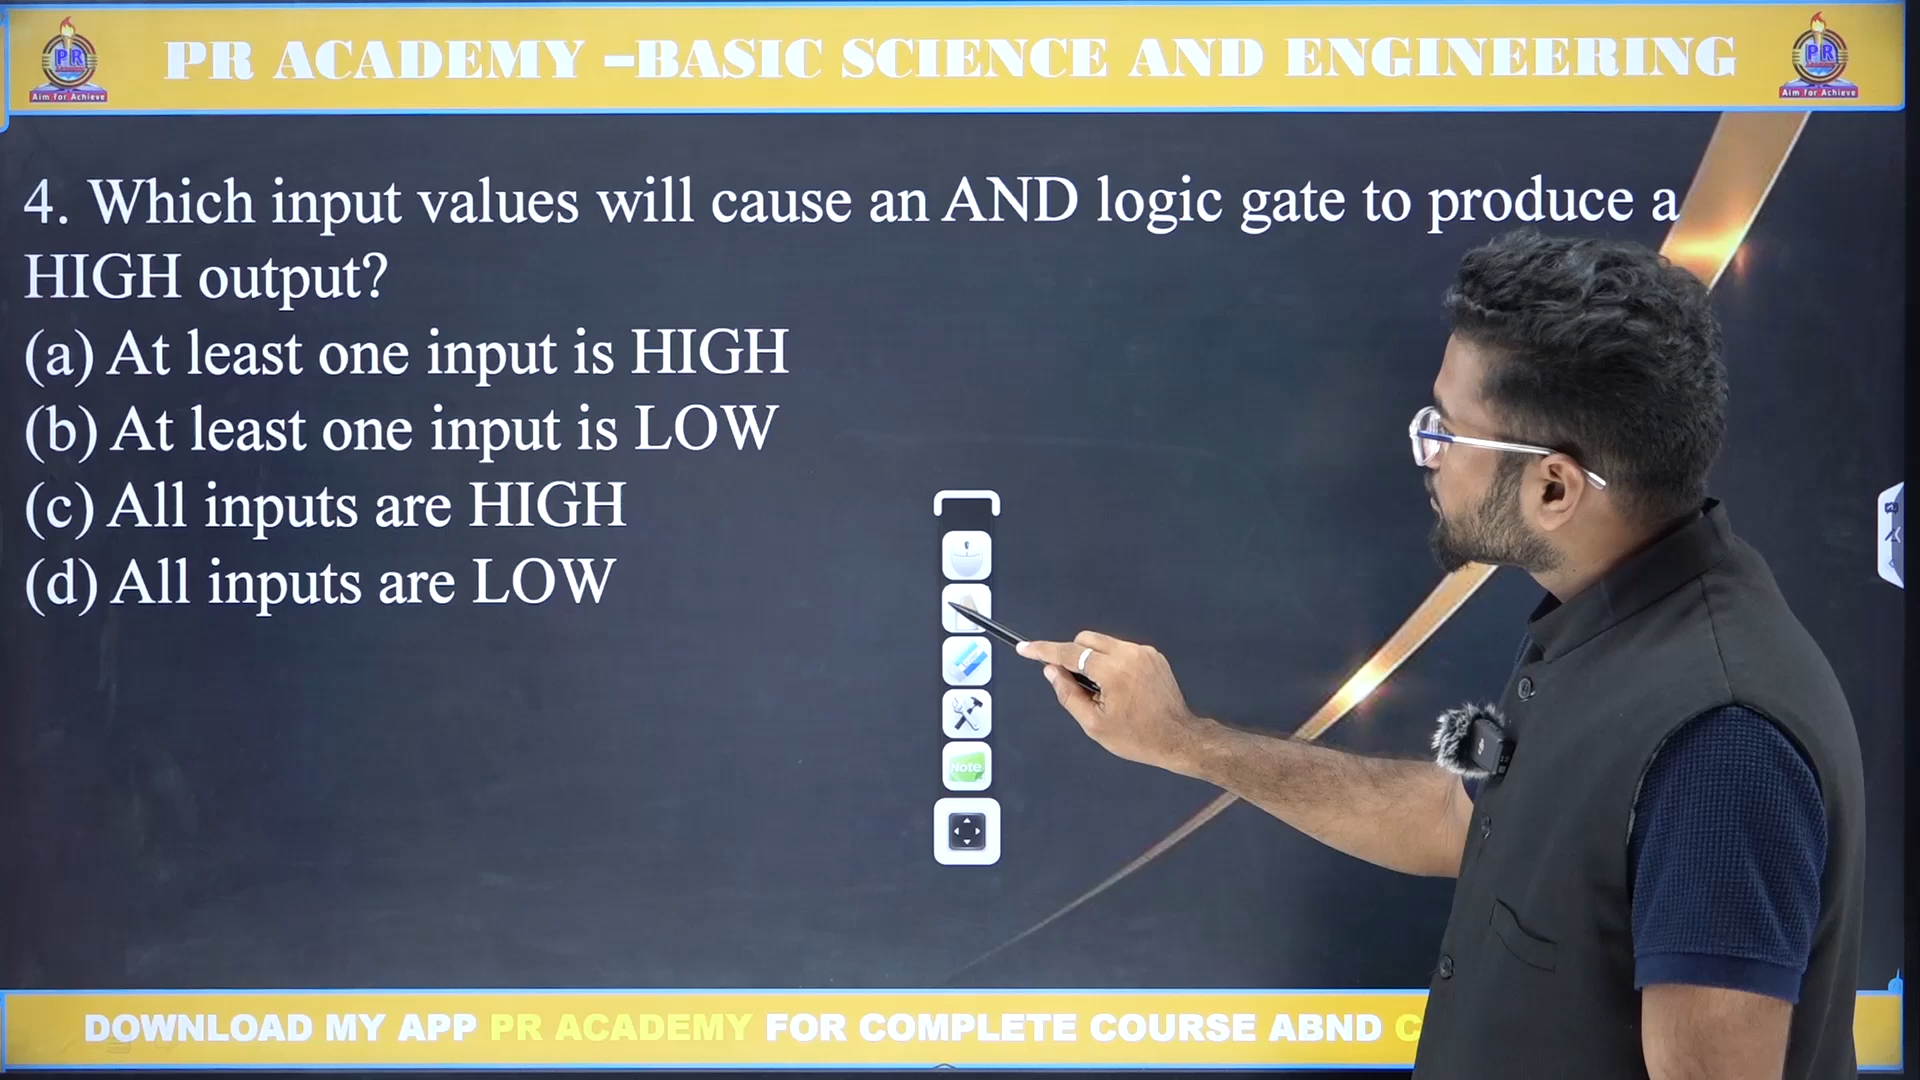 PR ACADEMY –BASIC SCIENCE AND ENGINEERING
PR
Aim For Achieve
PR
Aim For Achieve
4. Which input values will cause an AND logic gate to produce a
HIGH output?
(a) At least one input is HIGH
(b) At least one input is LOW
(c) All inputs are HIGH
(d) All inputs are LOW
Note
DOWNLOAD MY APP PR ACADEMY FOR COMPLETE COURSE ABND C